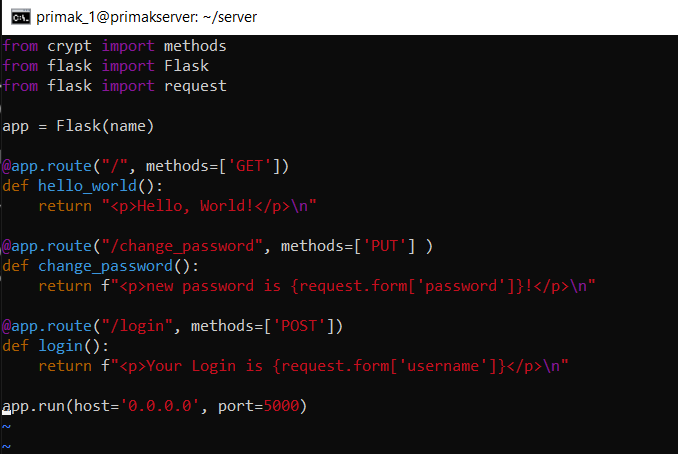 primak_1@primakserver: ~/server
from crypt import methods
from flask import Flask
from flask import request
app = Flask(name)
@app.route("/", methods=['GET'])
def hello_world():
    return "<p>Hello, World!</p>\n"
@app.route("/change_password", methods=['PUT'] )
def change_password():
    return f"<p>new password is {request.form['password']}!</p>\n"
@app.route("/login", methods=['POST'])
def login():
    return f"<p>Your Login is {request.form['username']}</p>\n"
app.run(host='0.0.0.0', port=5000)
~
~